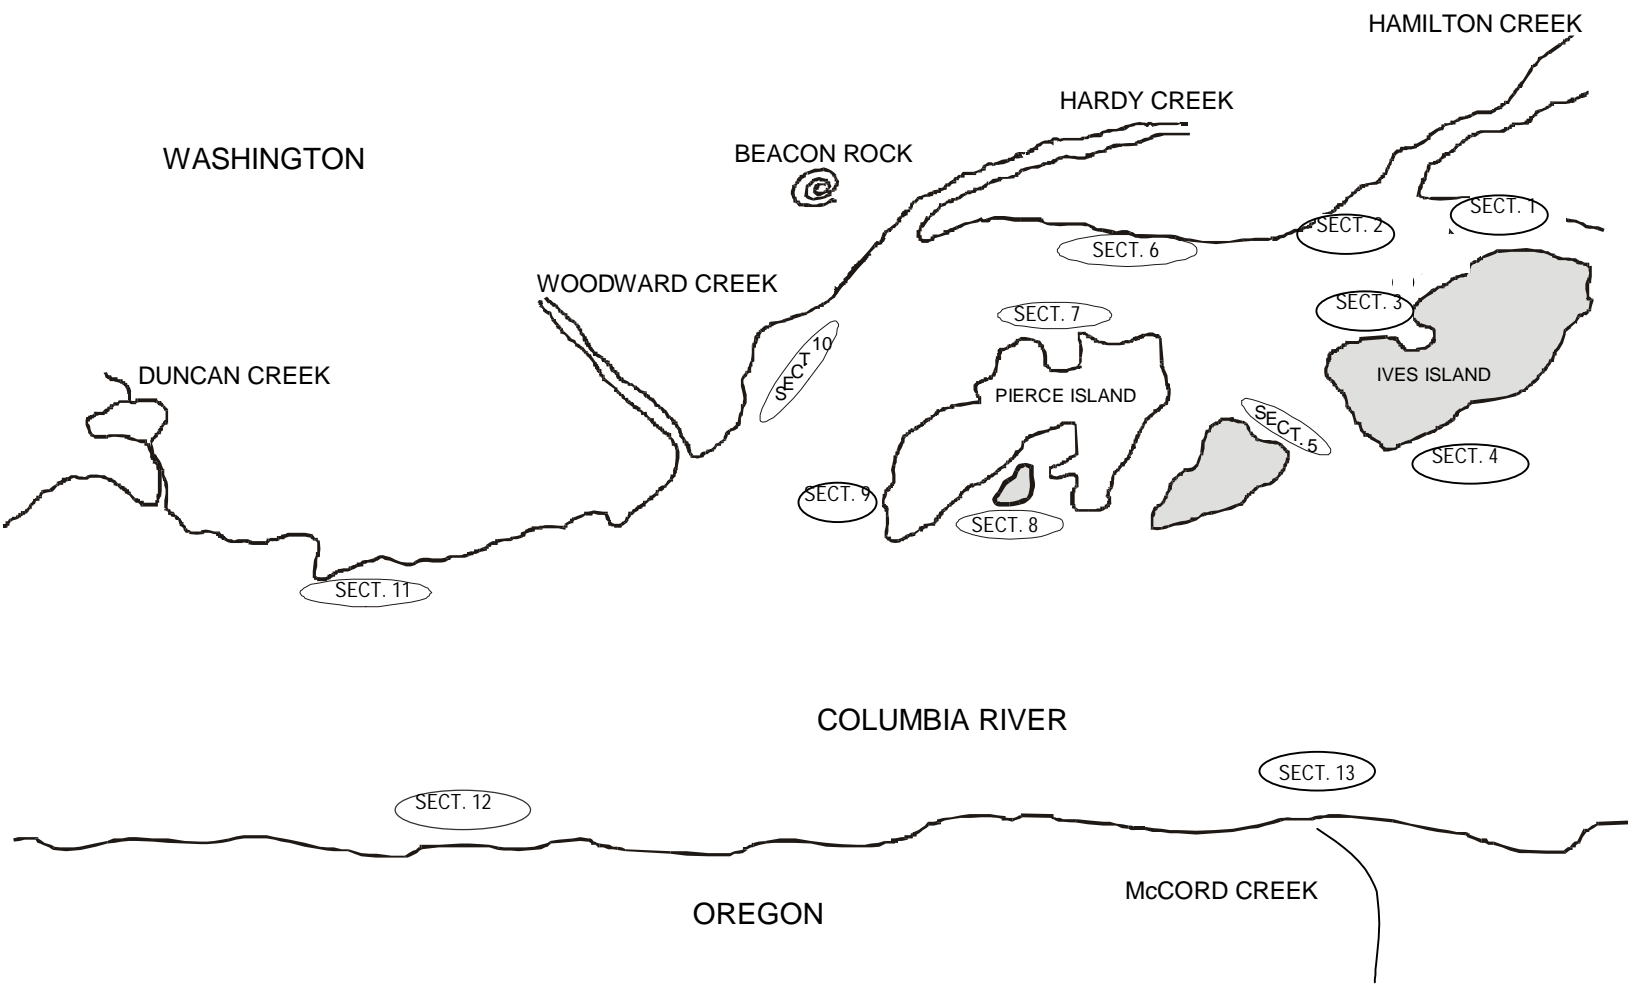 HAMILTON CREEK
HARDY CREEK
BEACON ROCK
WASHINGTON
SECT. 1
SECT. 2
SECT. 6
WOODWARD CREEK
SECT. 3
SECT. 7
SECT 10
DUNCAN CREEK
IVES ISLAND
PIERCE ISLAND
SECT. 5
SECT. 4
SECT. 9
SECT. 8
SECT. 11
COLUMBIA RIVER
SECT. 13
SECT. 12
McCORD CREEK
OREGON